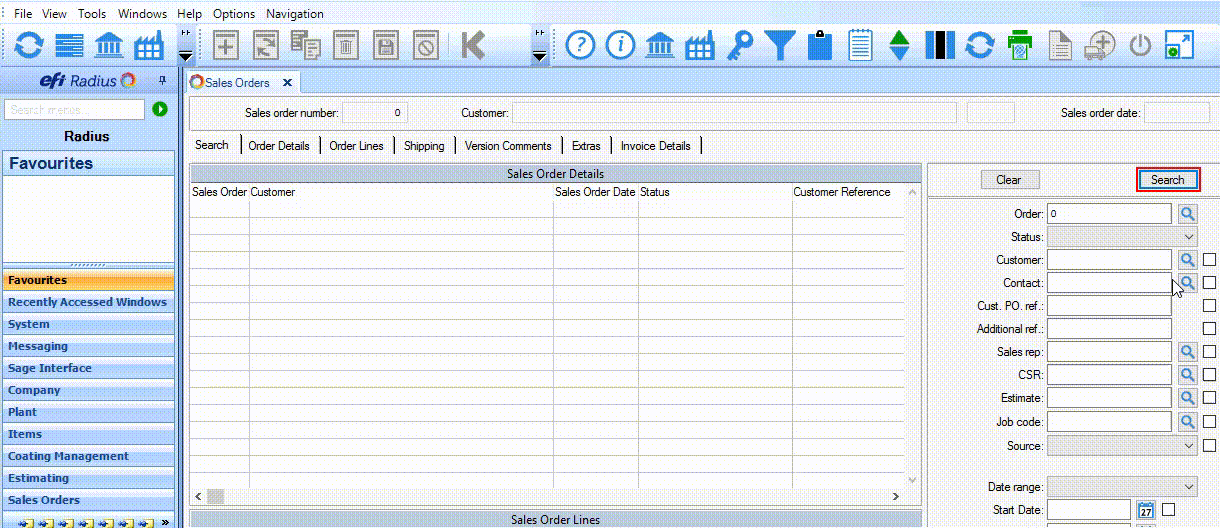 File View Tools Windows Help Options Navigation
FF FF
efi Radius
Sales Orders
Search menus...
Sales order number: 0 Customer: Sales order date:
Radius
Search Order Details Order Lines Shipping Version Comments Extras Invoice Details
Favourites
Sales Order Details
Clear Search
Sales Order Customer Sales Order Date Status Customer Reference
Order: 0
Status:
Customer:
Contact:
Cust. PO. ref.:
Additional ref.:
Sales rep:
CSR:
Estimate:
Job code:
Source:
Date range:
Start Date: 27
Favourites
Recently Accessed Windows
System
Messaging
Sage Interface
Company
Plant
Items
Coating Management
Estimating
Sales Orders
Sales Order Lines